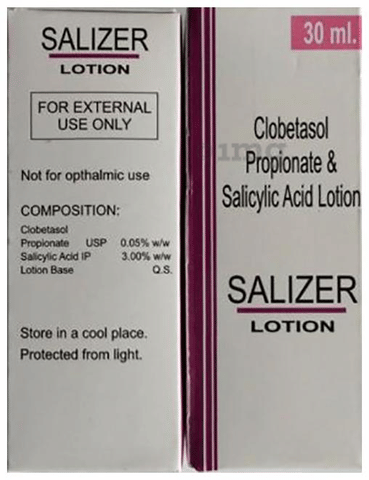 SALIZER
LOTION
FOR EXTERNAL
USE ONLY
Not for opthalmic use
COMPOSITION:
Clobetasol
Propionate USP 0.05% w/w
Salicylic Acid IP 3.00% w/w
Lotion Base Q.S.
Store in a cool place.
Protected from light.
30 ml.
Clobetasol
1mg
Propionate &
Salicylic Acid Lotion
SALIZER
LOTION